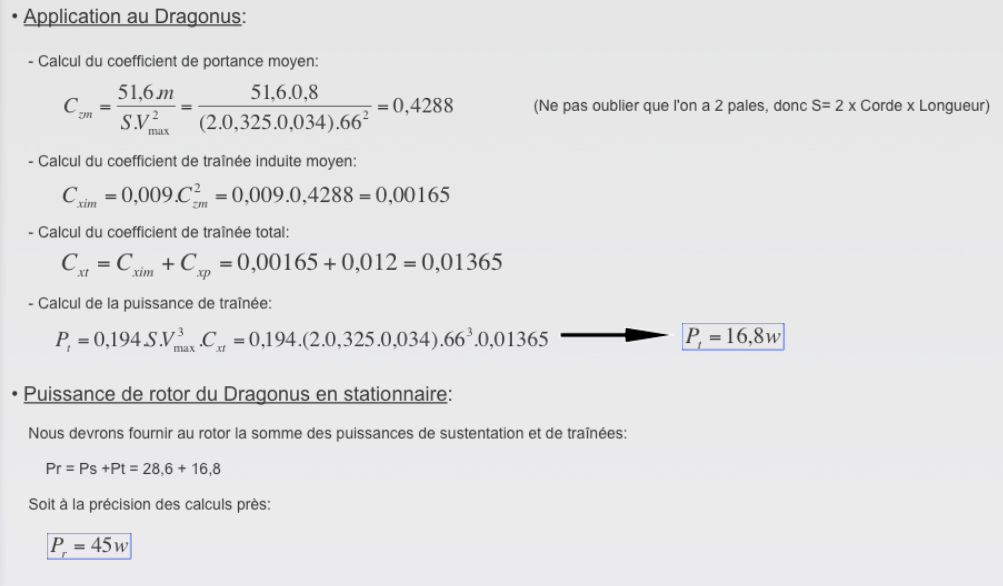 • Application au Dragonus:
- Calcul du coefficient de portance moyen:
C_zm = 51,6.m / S.V²_max = 51,6.0,8 / (2.0,325.0,034).66² = 0,4288 (Ne pas oublier que l'on a 2 pales, donc S= 2 x Corde x Longueur)
- Calcul du coefficient de traînée induite moyen:
C_xim = 0,009.C²_zm = 0,009.0,4288 = 0,00165
- Calcul du coefficient de traînée total:
C_xt = C_xim + C_xp = 0,00165 + 0,012 = 0,01365
- Calcul de la puissance de traînée:
P_t = 0,194.S.V³_max.C_xt = 0,194.(2.0,325.0,034).66³.0,01365 → P_t = 16,8w
• Puissance de rotor du Dragonus en stationnaire:
Nous devrons fournir au rotor la somme des puissances de sustentation et de traînées:
Pr = Ps +Pt = 28,6 + 16,8
Soit à la précision des calculs près:
P_r = 45w